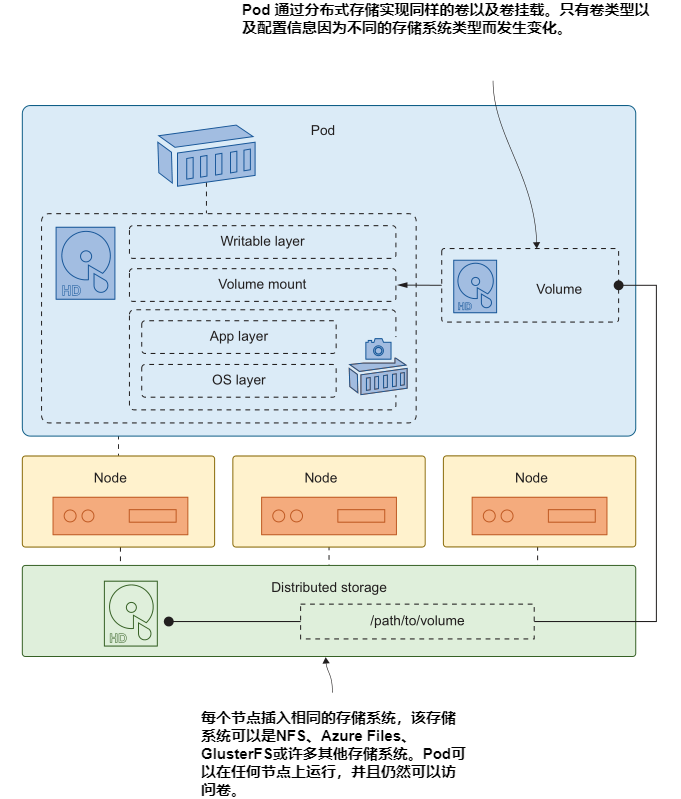 Pod 通过分布式存储实现同样的卷以及卷挂载。只有卷类型以
及配置信息因为不同的存储系统类型而发生变化。
Pod
Writable layer
HD
Volume mount
Volume
HD
App layer
OS layer
Node
Node
Node
Distributed storage
/path/to/volume
HD
每个节点插入相同的存储系统，该存储
系统可以是NFS、Azure Files、
GlusterFS或许多其他存储系统。Pod可
以在任何节点上运行，并且仍然可以访
问卷。